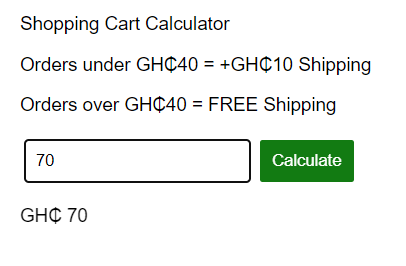 Shopping Cart Calculator
Orders under GH₵40 = +GH₵10 Shipping
Orders over GH₵40 = FREE Shipping
70 Calculate
GH₵ 70